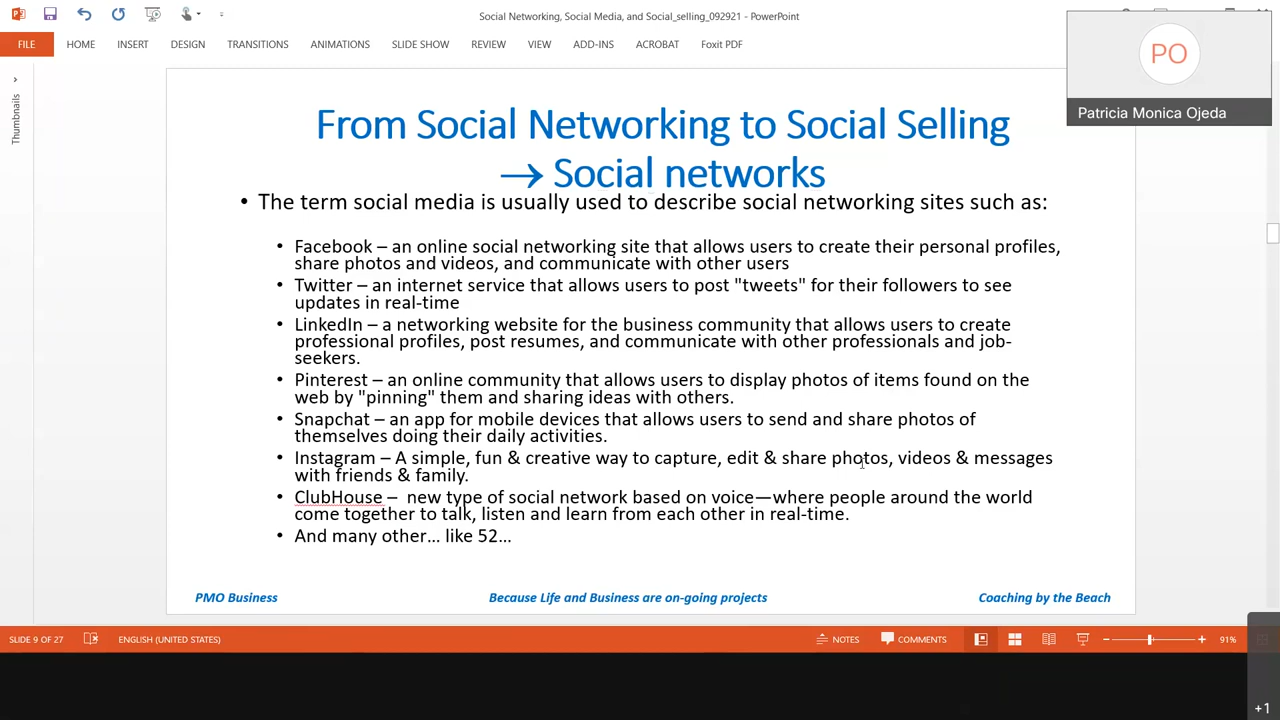 Social Networking, Social Media, and Social_selling_092921 - PowerPoint
FILE HOME INSERT DESIGN TRANSITIONS ANIMATIONS SLIDE SHOW REVIEW VIEW ADD-INS ACROBAT Foxit PDF
PO
Patricia Monica Ojeda
Thumbnails
From Social Networking to Social Selling
→ Social networks
• The term social media is usually used to describe social networking sites such as:
• Facebook – an online social networking site that allows users to create their personal profiles,
share photos and videos, and communicate with other users
• Twitter – an internet service that allows users to post "tweets" for their followers to see
updates in real-time
• LinkedIn – a networking website for the business community that allows users to create
professional profiles, post resumes, and communicate with other professionals and job-
seekers.
• Pinterest – an online community that allows users to display photos of items found on the
web by "pinning" them and sharing ideas with others.
• Snapchat – an app for mobile devices that allows users to send and share photos of
themselves doing their daily activities.
• Instagram – A simple, fun & creative way to capture, edit & share photos, videos & messages
with friends & family.
• ClubHouse – new type of social network based on voice—where people around the world
come together to talk, listen and learn from each other in real-time.
• And many other… like 52…
PMO Business Because Life and Business are on-going projects Coaching by the Beach
SLIDE 9 OF 27 ENGLISH (UNITED STATES) NOTES COMMENTS 91%
+1